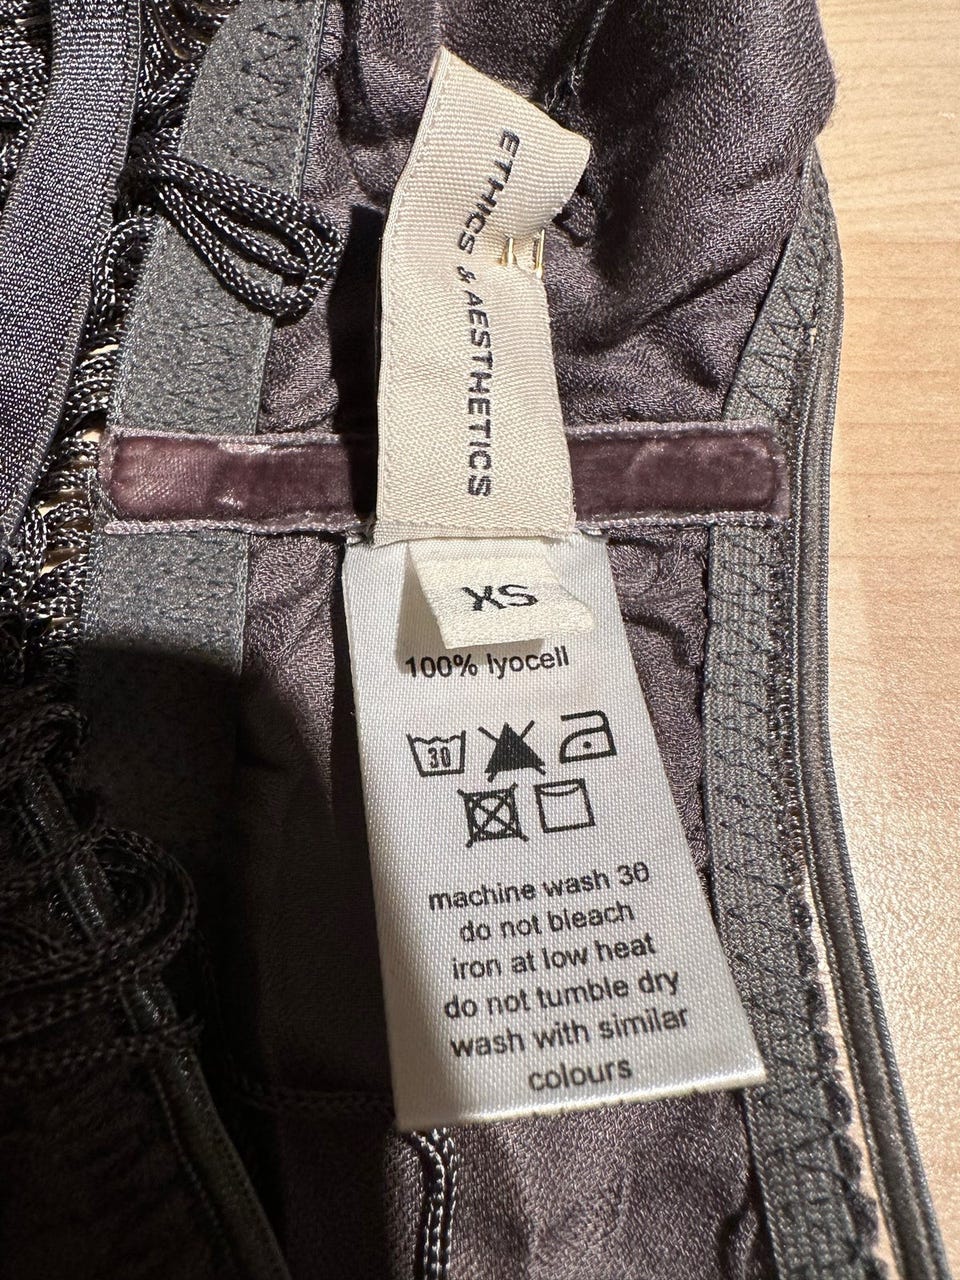 ETHICS & AESTHETICS
XS
100% lyocell
30
machine wash 30
do not bleach
iron at low heat
do not tumble dry
wash with similar
colours